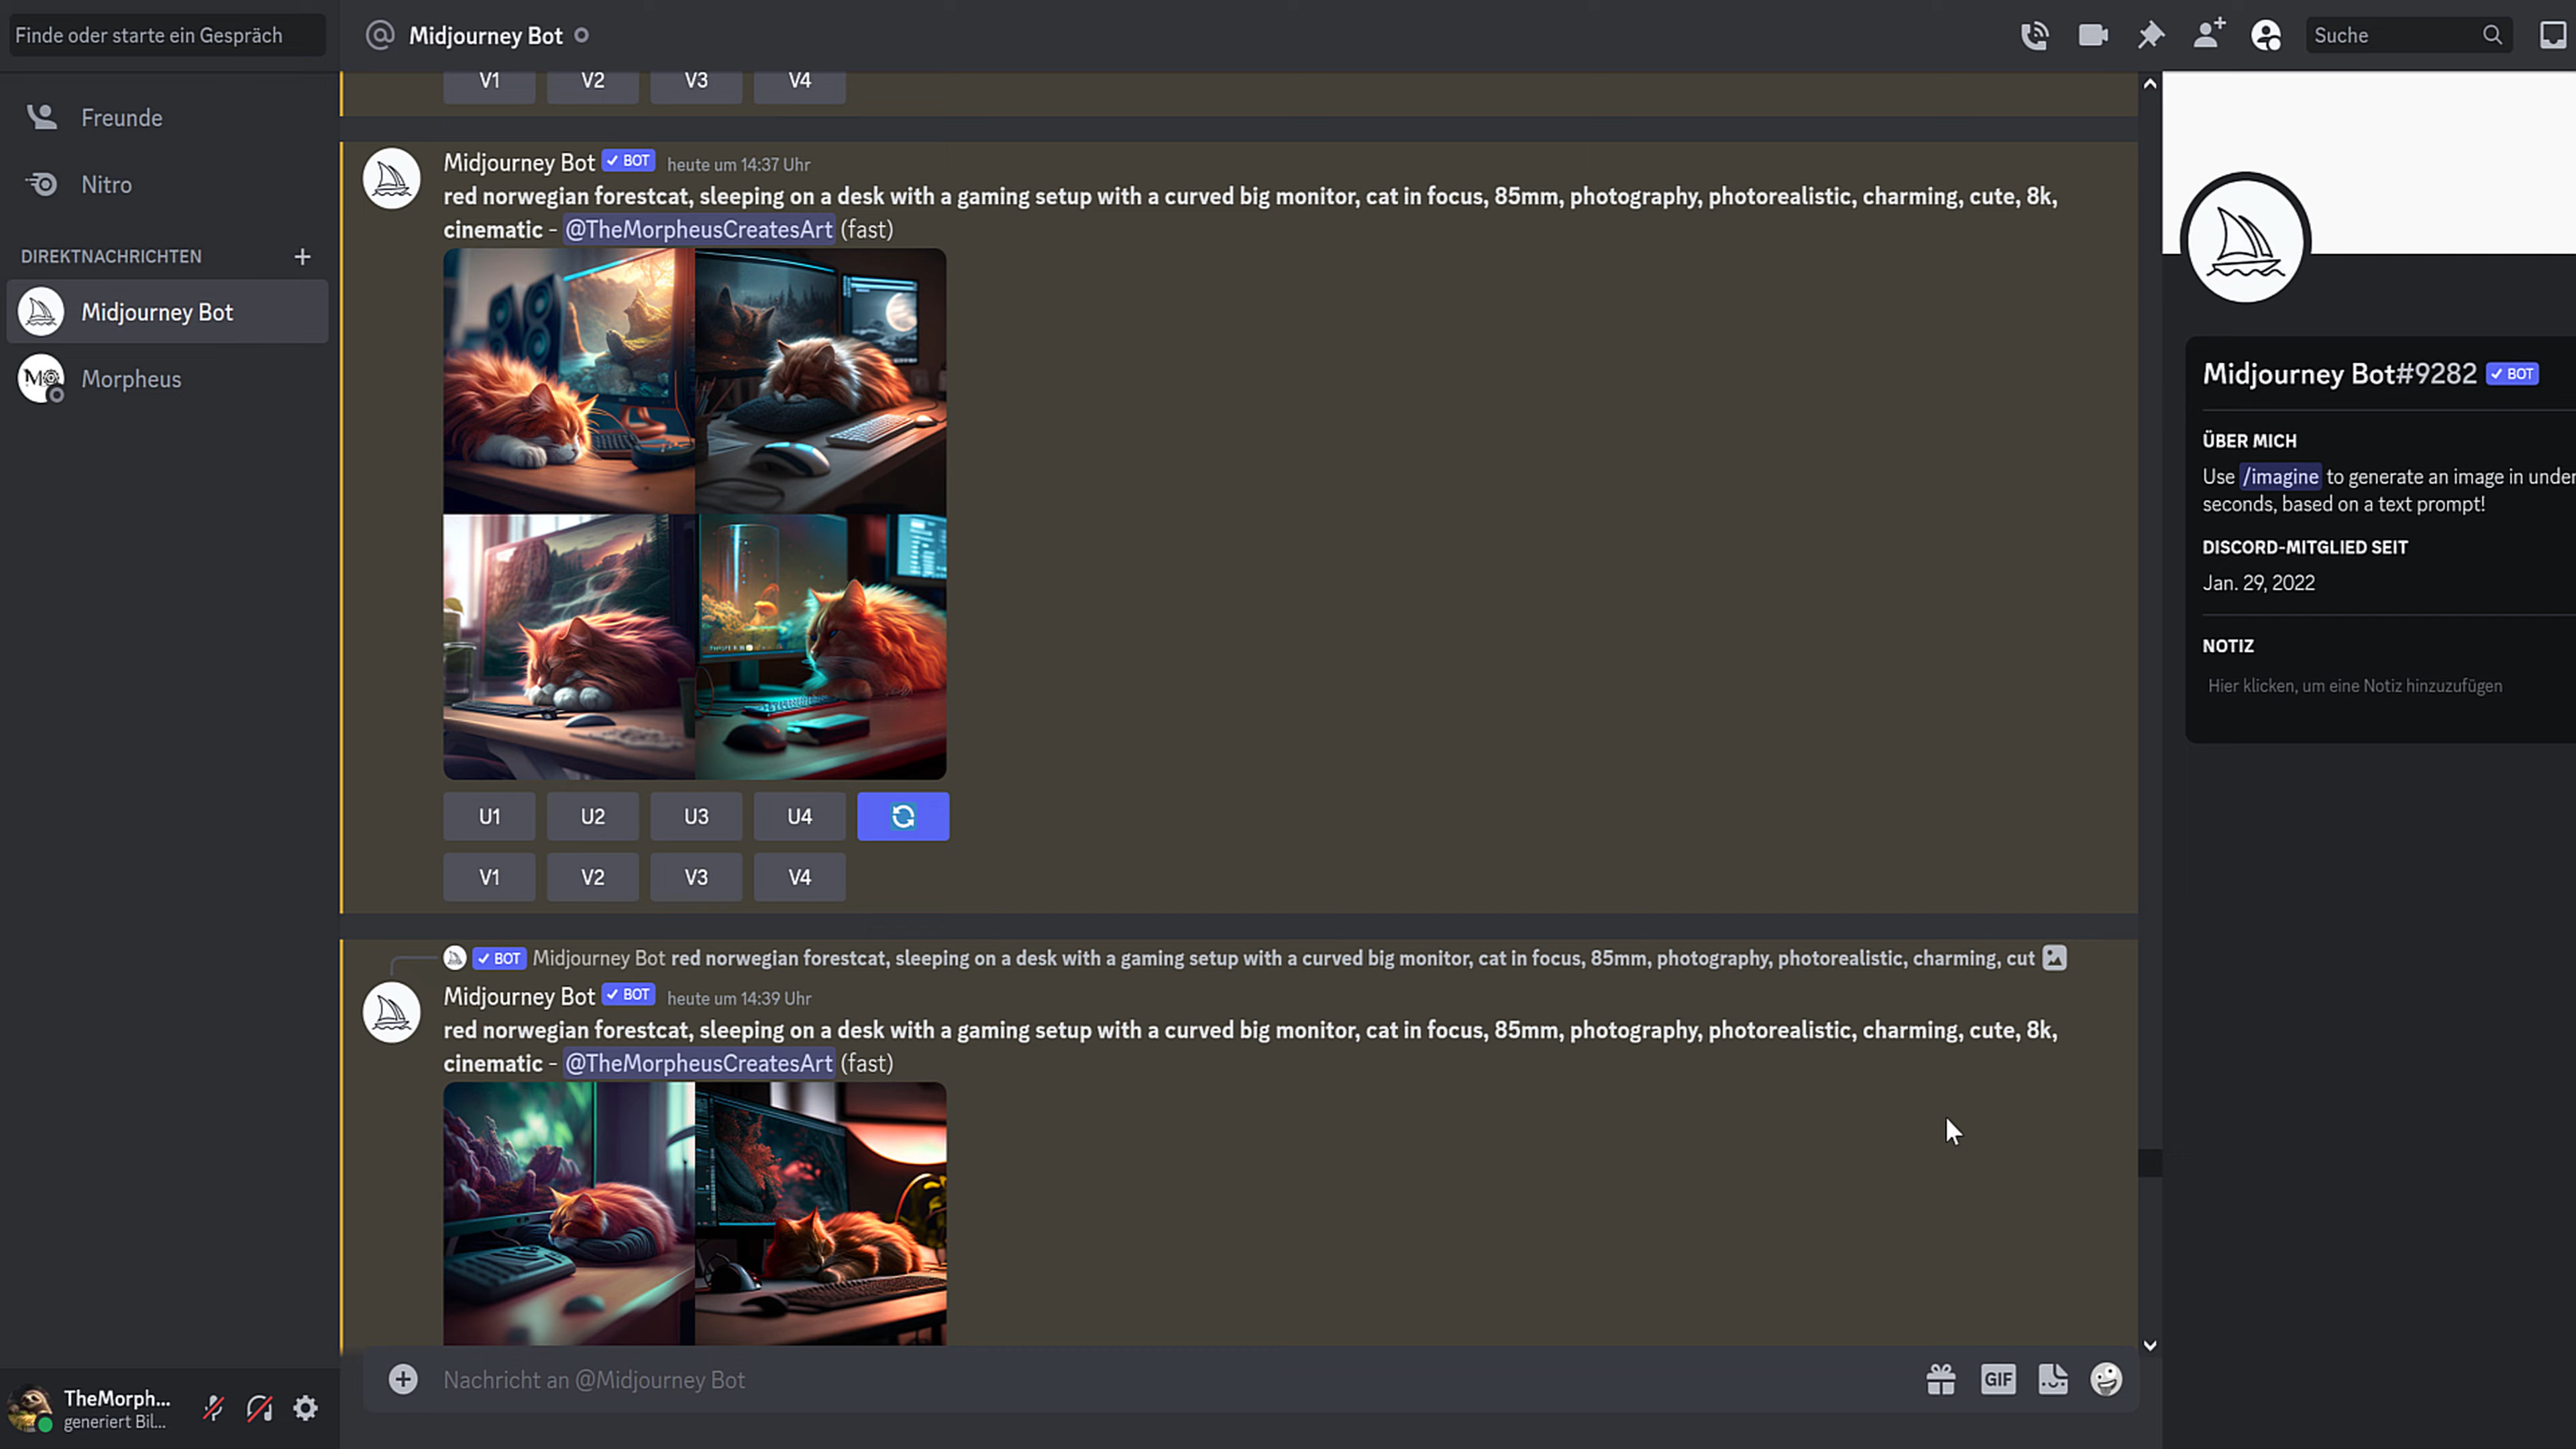 Finde oder starte ein Gespräch
Freunde
Nitro
DIREKTNACHRICHTEN
Midjourney Bot
Morpheus
TheMorph...
generiert Bil...
Midjourney Bot
Suche
V1 V2 V3 V4
Midjourney Bot BOT heute um 14:37 Uhr
red norwegian forestcat, sleeping on a desk with a gaming setup with a curved big monitor, cat in focus, 85mm, photography, photorealistic, charming, cute, 8k,
cinematic - @TheMorpheusCreatesArt (fast)
U1 U2 U3 U4
V1 V2 V3 V4
BOT Midjourney Bot red norwegian forestcat, sleeping on a desk with a gaming setup with a curved big monitor, cat in focus, 85mm, photography, photorealistic, charming, cut
Midjourney Bot BOT heute um 14:39 Uhr
red norwegian forestcat, sleeping on a desk with a gaming setup with a curved big monitor, cat in focus, 85mm, photography, photorealistic, charming, cute, 8k,
cinematic - @TheMorpheusCreatesArt (fast)
Nachricht an @Midjourney Bot
GIF
Midjourney Bot#9282 BOT
ÜBER MICH
Use /imagine to generate an image in under
seconds, based on a text prompt!
DISCORD-MITGLIED SEIT
Jan. 29, 2022
NOTIZ
Hier klicken, um eine Notiz hinzuzufügen